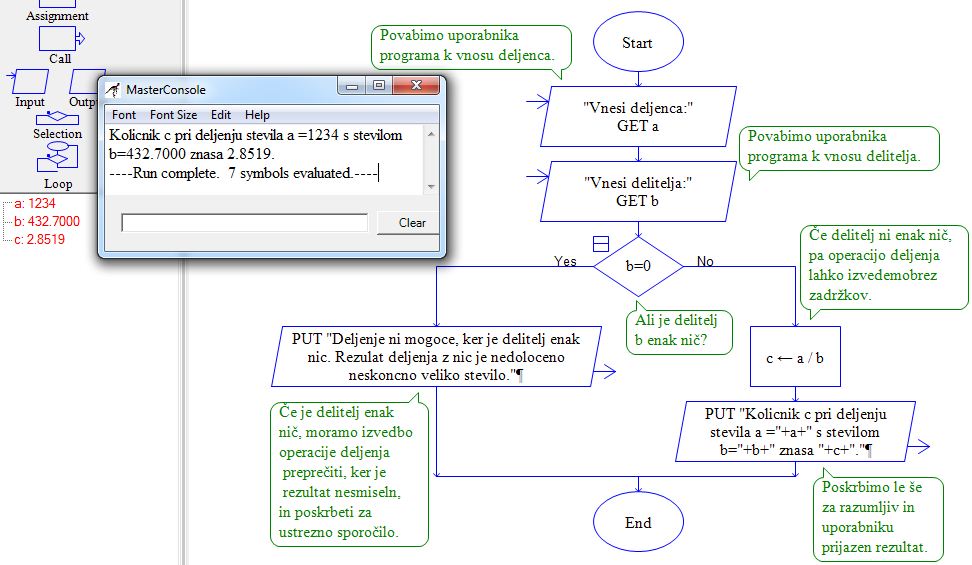 Assignment
Call
Input
Outp
Selection
Loop
a: 1234
b: 432.7000
c: 2.8519
MasterConsole
Font Font Size Edit Help
Kolicnik c pri deljenju stevila a =1234 s stevilom
b=432.7000 znasa 2.8519.
----Run complete.  7 symbols evaluated.----
Clear
Povabimo uporabnika
programa k vnosu deljenca.
Start
"Vnesi deljenca:"
GET a
Povabimo uporabnika
programa k vnosu delitelja.
"Vnesi delitelja:"
GET b
Yes
b=0
No
Če delitelj ni enak nič,
pa operacijo deljenja
lahko izvedemobrez
zadržkov.
Ali je delitelj
b enak nič?
PUT "Deljenje ni mogoce, ker je delitelj enak
nic. Rezulat deljenja z nic je nedoloceno
neskoncno veliko stevilo."¶
c ← a / b
Če je delitelj enak
nič, moramo izvedbo
operacije deljenja
preprečiti, ker je
rezultat nesmiseln,
in poskrbeti za
ustrezno sporočilo.
PUT "Kolicnik c pri deljenju
stevila a ="+a+" s stevilom
b="+b+" znasa "+c+"."¶
Poskrbimo le še
za razumljiv in
uporabniku
prijazen rezultat.
End